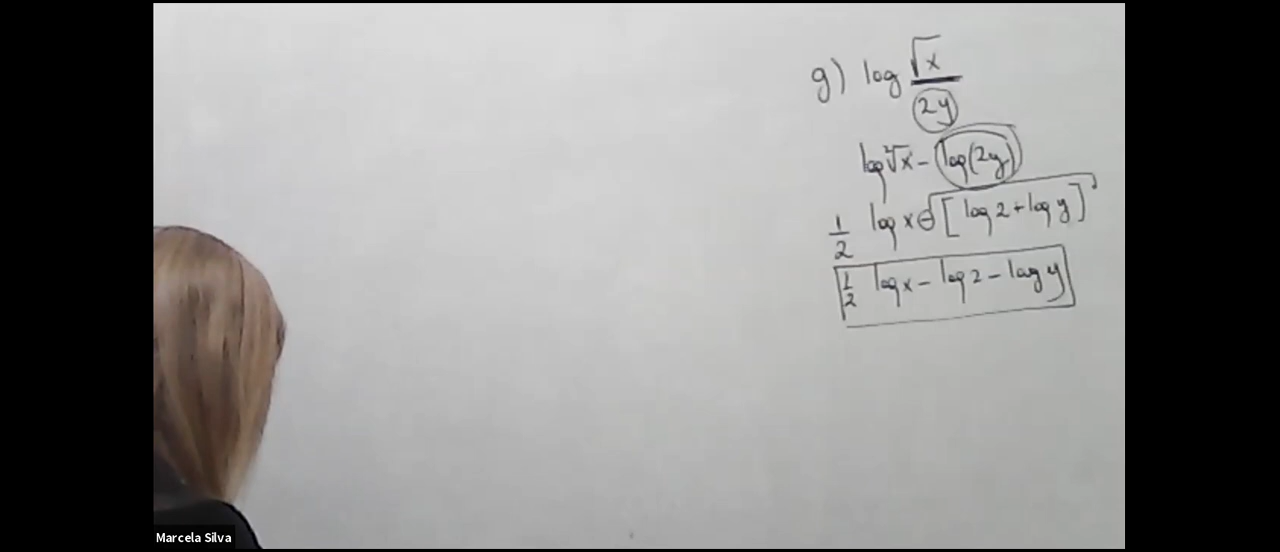 g) log √x / 2y
log ²√x - log(2y)
1/2 log x - [log 2 + log y]
1/2 log x - log 2 - log y
Marcela Silva